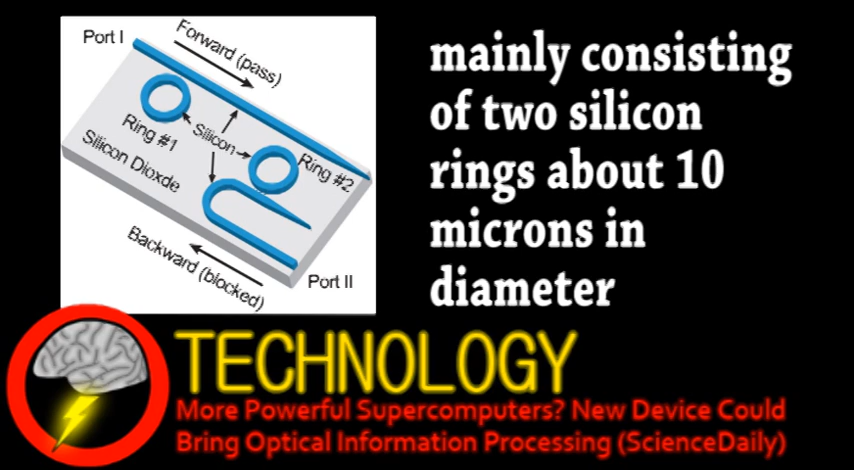 Port I
Forward (pass)
Ring #1
Silicon
Ring #2
Silicon Dioxde
Backward (blocked)
Port II
mainly consisting
of two silicon
rings about 10
microns in
diameter
TECHNOLOGY
More Powerful Supercomputers? New Device Could
Bring Optical Information Processing (ScienceDaily)